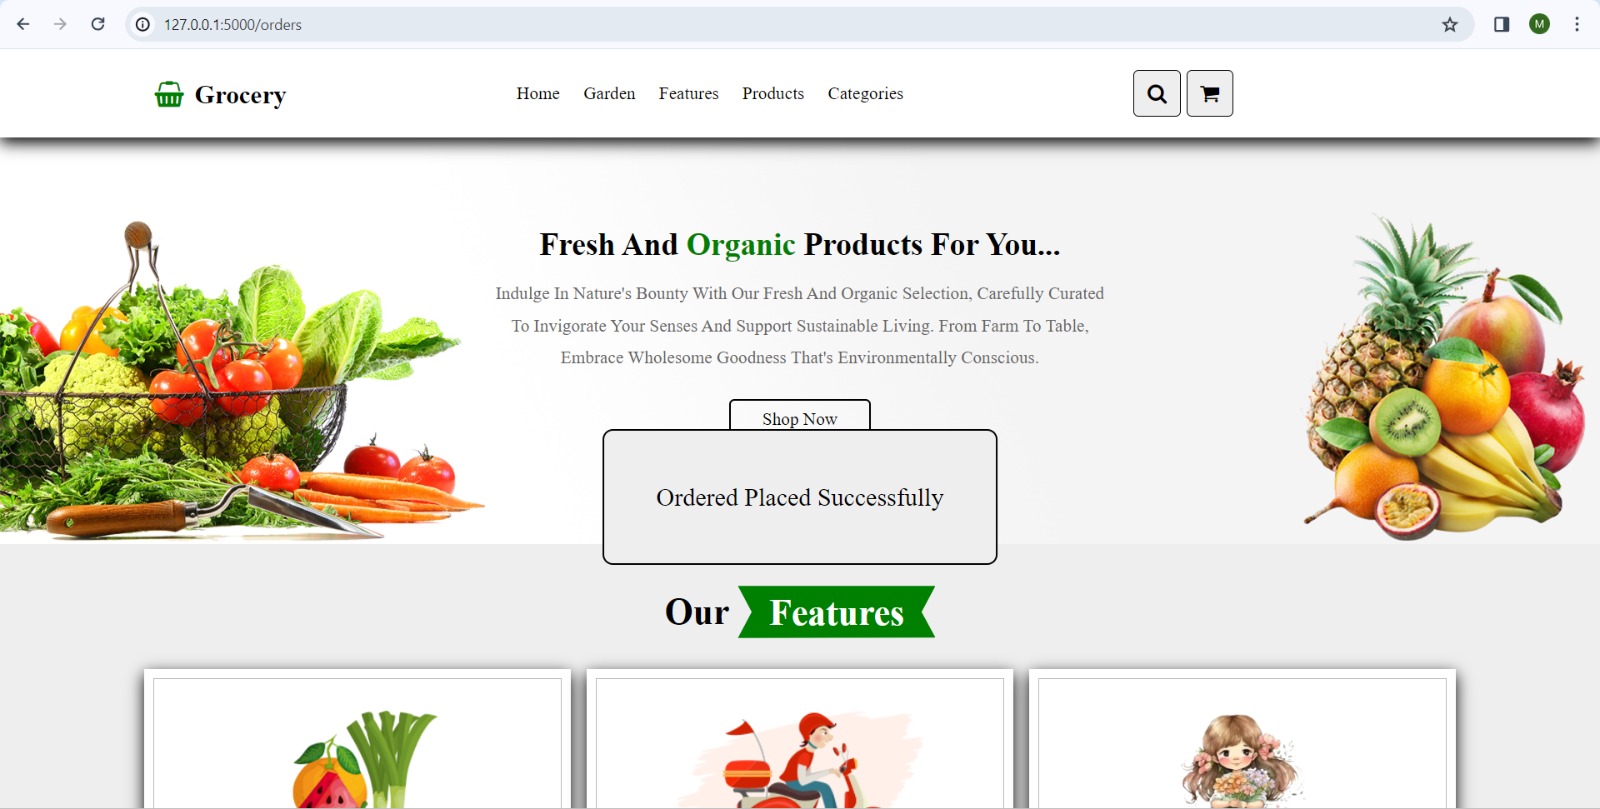 127.0.0.1:5000/orders
M
Grocery
Home Garden Features Products Categories
Fresh And Organic Products For You...
Indulge In Nature's Bounty With Our Fresh And Organic Selection, Carefully Curated
To Invigorate Your Senses And Support Sustainable Living. From Farm To Table,
Embrace Wholesome Goodness That's Environmentally Conscious.
Shop Now
Ordered Placed Successfully
Our Features